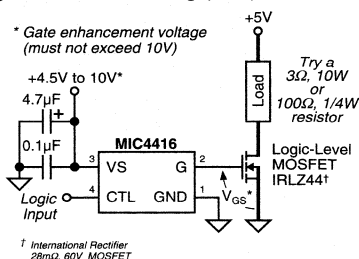 +5V
* Gate enhancement voltage
(must not exceed 10V)
Try a
3Ω, 10W
or
100Ω, 1/4W
resistor
Load
+4.5V to 10V*
4.7µF
+
0.1µF
MIC4416
3 VS
G 2
4 CTL
GND 1
Logic
Input
VGS*
Logic-Level
MOSFET
IRLZ44†
† International Rectifier
28mΩ, 60V MOSFET